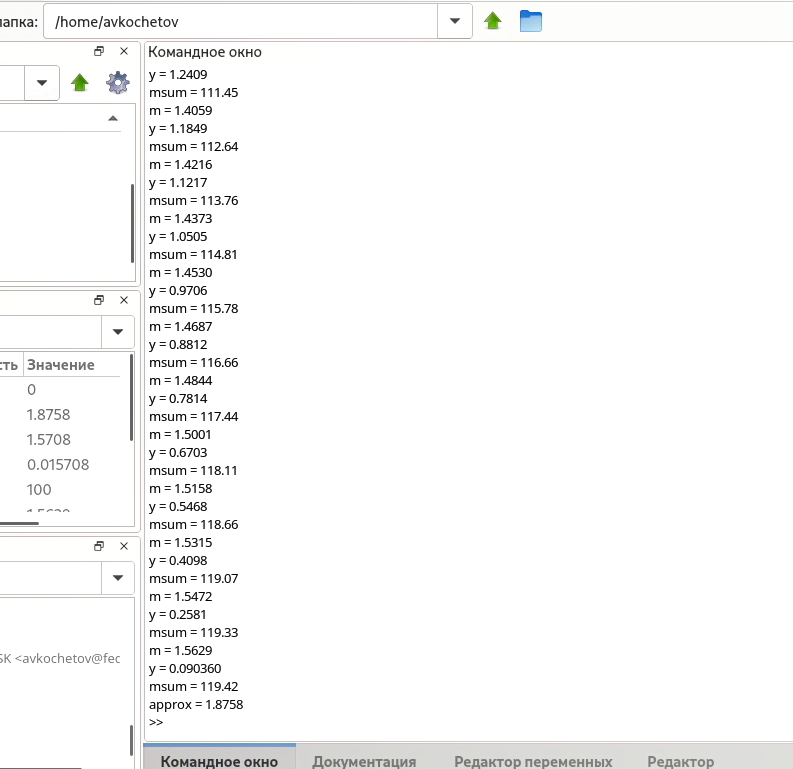 папка: /home/avkochetov
Командное окно
y = 1.2409
msum = 111.45
m = 1.4059
y = 1.1849
msum = 112.64
m = 1.4216
y = 1.1217
msum = 113.76
m = 1.4373
y = 1.0505
msum = 114.81
m = 1.4530
y = 0.9706
msum = 115.78
m = 1.4687
y = 0.8812
msum = 116.66
m = 1.4844
y = 0.7814
msum = 117.44
m = 1.5001
y = 0.6703
msum = 118.11
m = 1.5158
y = 0.5468
msum = 118.66
m = 1.5315
y = 0.4098
msum = 119.07
m = 1.5472
y = 0.2581
msum = 119.33
m = 1.5629
y = 0.090360
msum = 119.42
approx = 1.8758
>>
сть Значение
0
1.8758
1.5708
0.015708
100
SK <avkochetov@fec
Командное окно Документация Редактор переменных Редактор